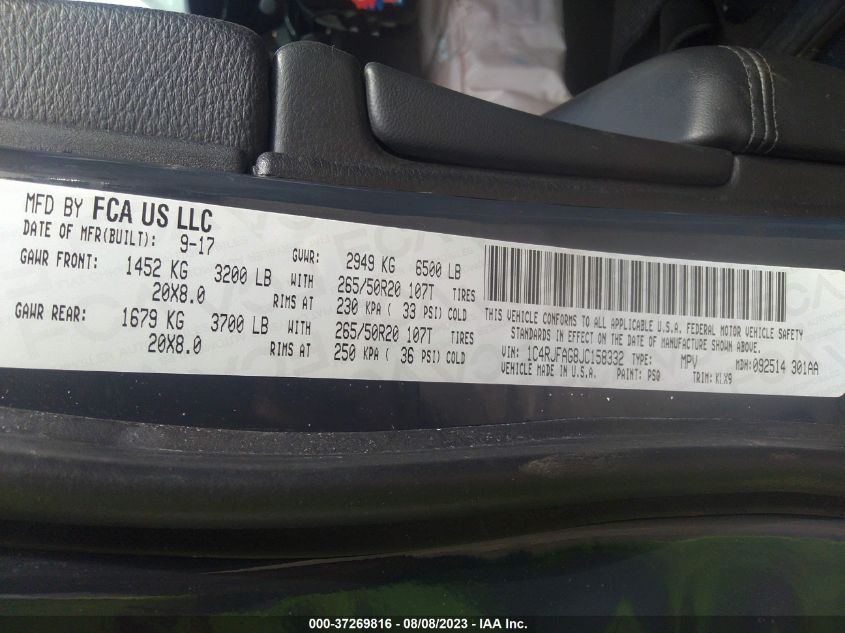 MFD BY FCA US LLC
DATE OF MFR(BUILT): 9-17 GVWR: 2949 KG 6500 LB
GAWR FRONT: 1452 KG 3200 LB WITH 265/50R20 107T TIRES
20X8.0 RIMS AT 230 KPA ( 33 PSI) COLD
GAWR REAR: 1679 KG 3700 LB WITH 265/50R20 107T TIRES
20X8.0 RIMS AT 250 KPA ( 36 PSI) COLD
THIS VEHICLE CONFORMS TO ALL APPLICABLE U.S.A. FEDERAL MOTOR VEHICLE SAFETY
STANDARDS IN EFFECT ON THE DATE OF MANUFACTURE SHOWN ABOVE.
VIN: 1C4RJFAG8JC158332 TYPE: MPV MDH: 092514 301AA
VEHICLE MADE IN U.S.A. PAINT: PSQ TRIM: KLX9
000-37269816 - 08/08/2023 - IAA Inc.